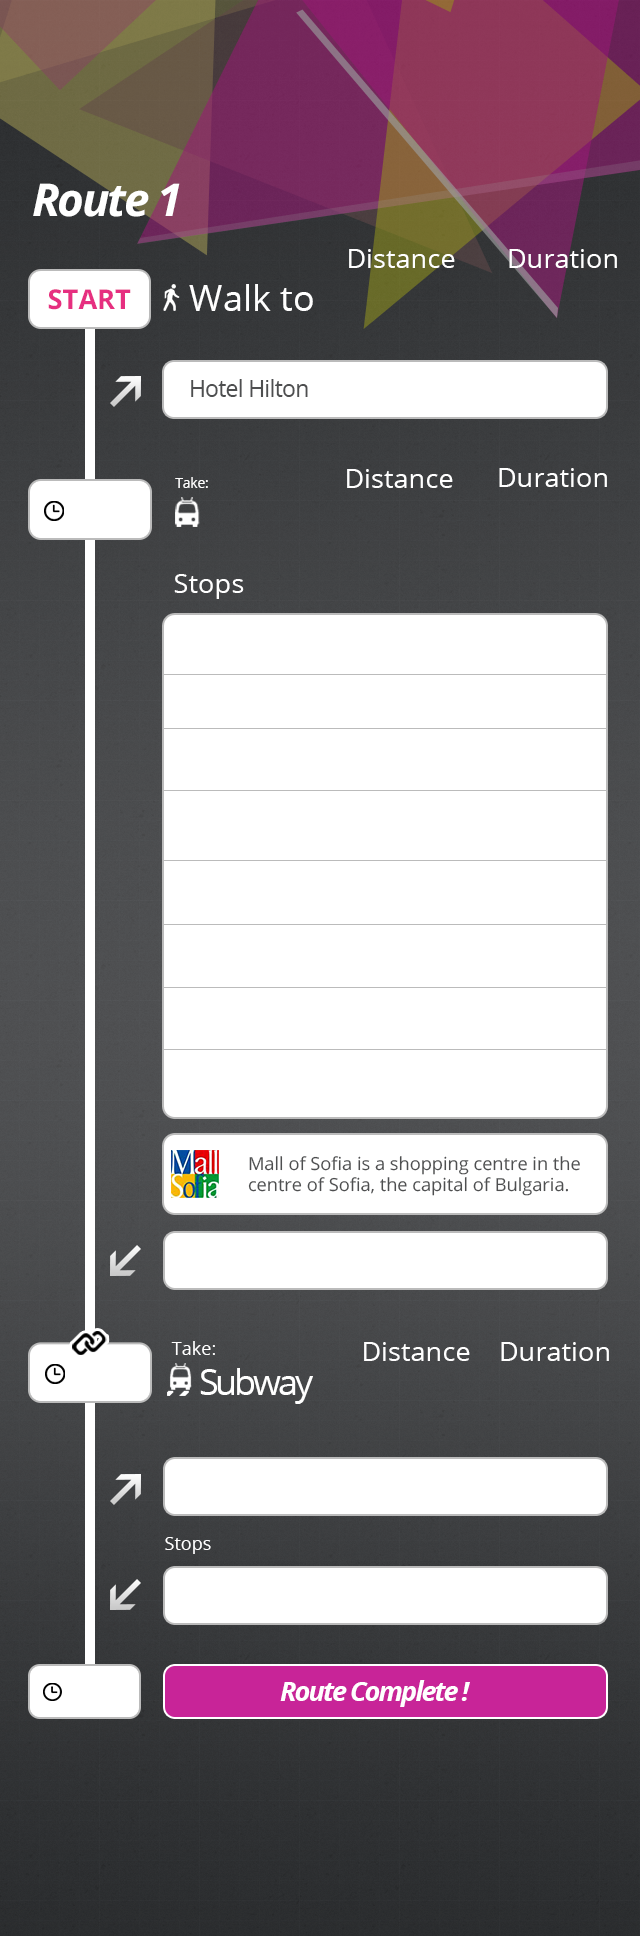 Route 1
Distance Duration
START Walk to
Hotel Hilton
Take: Distance Duration
Stops
Mall
Sofia
Mall of Sofia is a shopping centre in the
centre of Sofia, the capital of Bulgaria.
Take: Distance Duration
Subway
Stops
Route Complete !